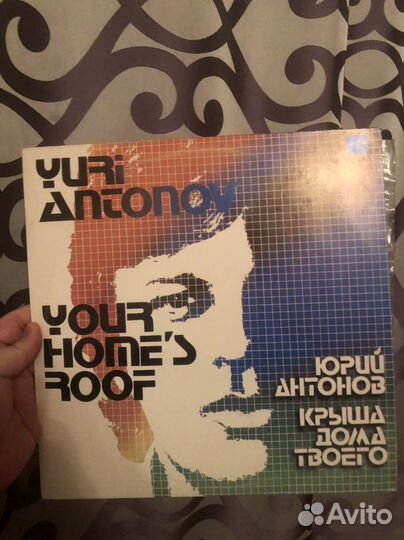 YURI
ANTONOV
YOUR
HOME'S
ROOF
ЮРИЙ
АНТОНОВ
КРЫША
ДОМА
ТВОЕГО
Avito